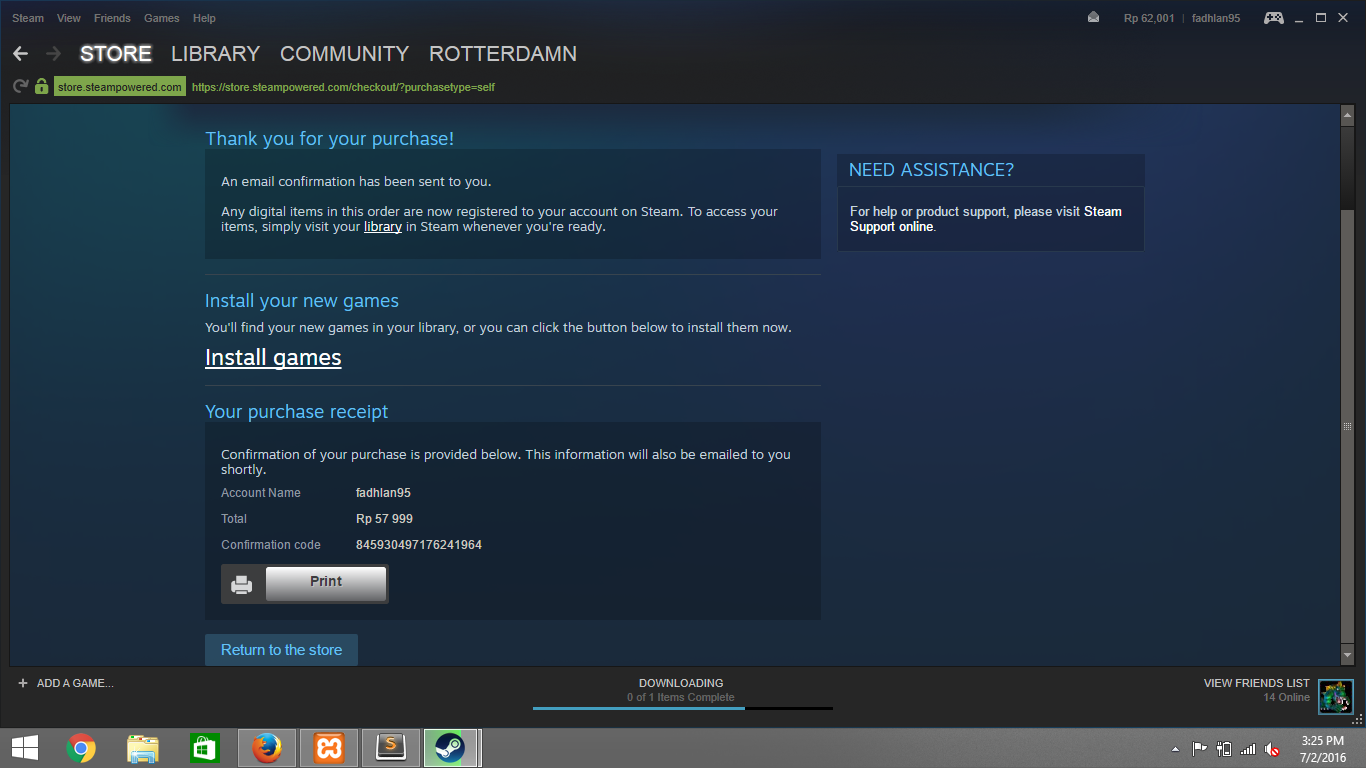 Steam View Friends Games Help
Rp 62,001 | fadhlan95
STORE LIBRARY COMMUNITY ROTTERDAMN
store.steampowered.com https://store.steampowered.com/checkout/?purchasetype=self
Thank you for your purchase!
An email confirmation has been sent to you.
Any digital items in this order are now registered to your account on Steam. To access your
items, simply visit your library in Steam whenever you're ready.
NEED ASSISTANCE?
For help or product support, please visit Steam
Support online.
Install your new games
You'll find your new games in your library, or you can click the button below to install them now.
Install games
Your purchase receipt
Confirmation of your purchase is provided below. This information will also be emailed to you
shortly.
Account Name fadhlan95
Total Rp 57 999
Confirmation code 845930497176241964
Print
Return to the store
+ ADD A GAME...
DOWNLOADING
0 of 1 Items Complete
VIEW FRIENDS LIST
14 Online
S
3:25 PM
7/2/2016